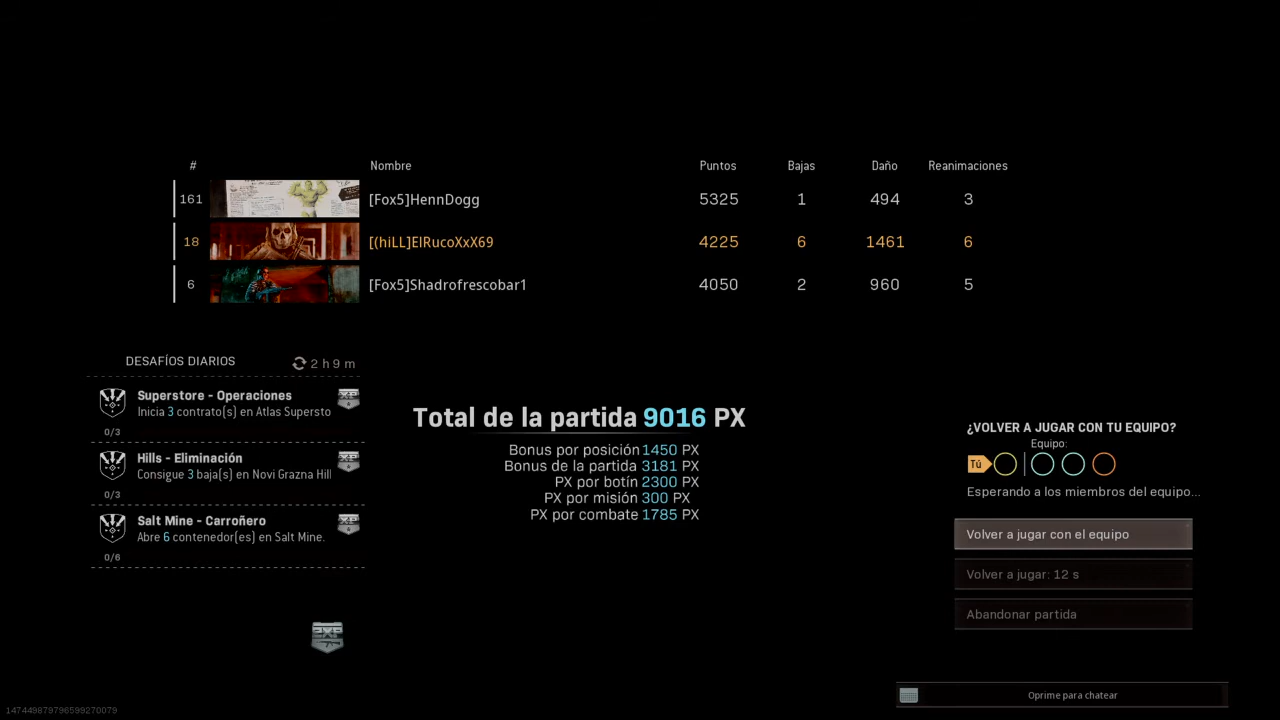 # Nombre Puntos Bajas Daño Reanimaciones
161 [Fox5]HennDogg 5325 1 494 3
18 [(hiLL]ElRucoXxX69 4225 6 1461 6
6 [Fox5]Shadrofrescobar1 4050 2 960 5
DESAFÍOS DIARIOS 2 h 9 m
Superstore - Operaciones
Inicia 3 contrato(s) en Atlas Supersto
0/3
Hills - Eliminación
Consigue 3 baja(s) en Novi Grazna Hill
0/3
Salt Mine - Carroñero
Abre 6 contenedor(es) en Salt Mine.
0/6
Total de la partida 9016 PX
Bonus por posición 1450 PX
Bonus de la partida 3181 PX
PX por botín 2300 PX
PX por misión 300 PX
PX por combate 1785 PX
¿VOLVER A JUGAR CON TU EQUIPO?
Equipo:
Tú
Esperando a los miembros del equipo...
Volver a jugar con el equipo
Volver a jugar: 12 s
Abandonar partida
2XP
Oprime para chatear
147449879796599270079